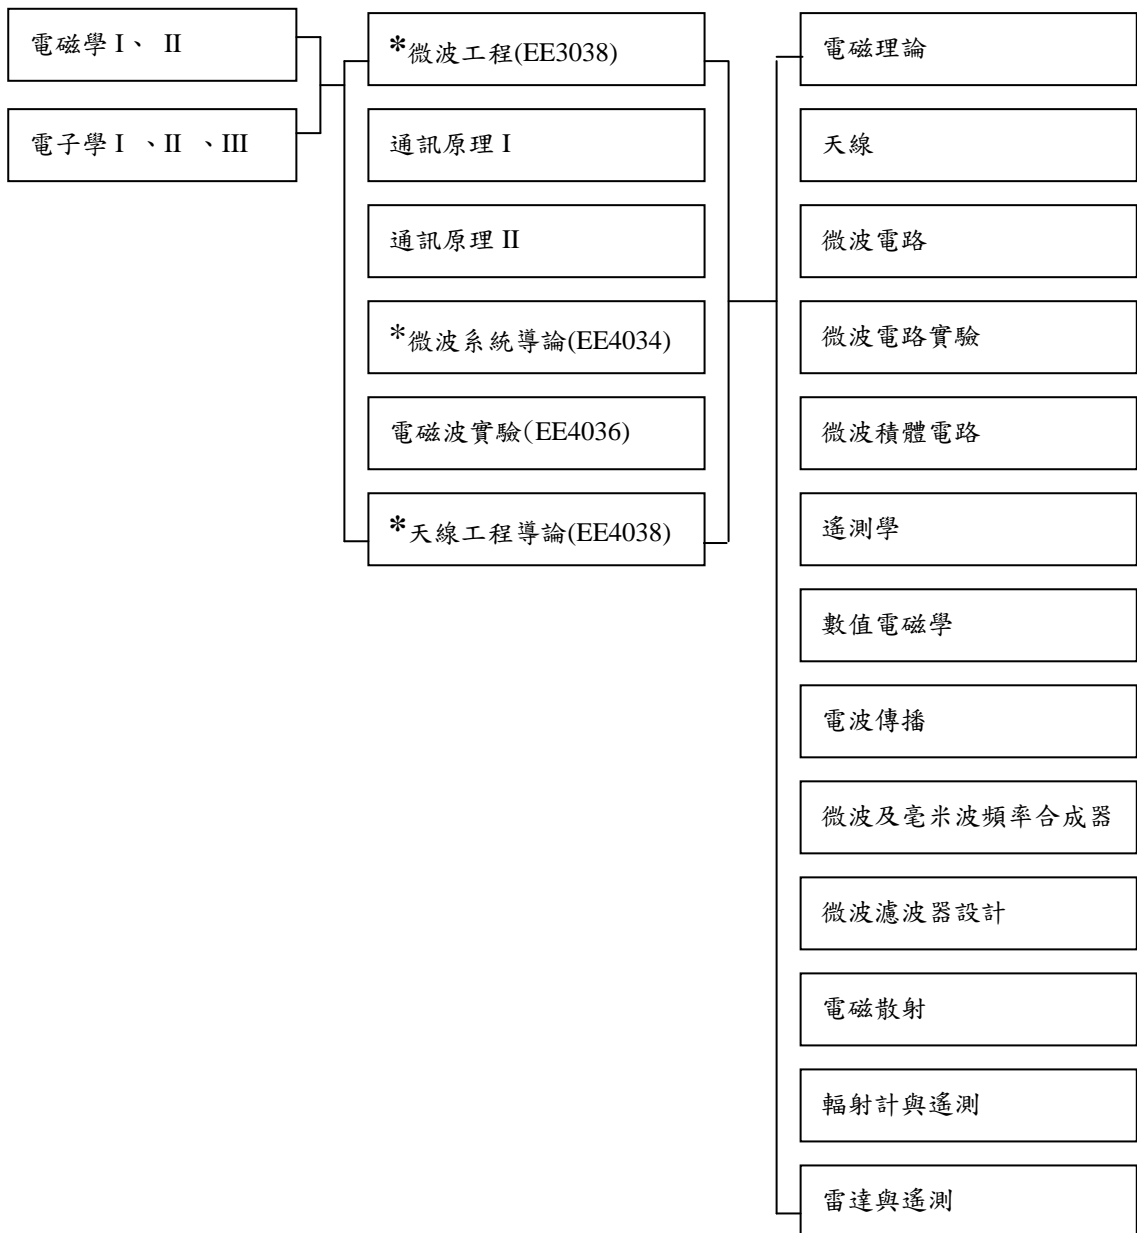 電磁學 I、 II
電子學 I 、II 、III
*微波工程(EE3038)
通訊原理 I
通訊原理 II
*微波系統導論(EE4034)
電磁波實驗(EE4036)
*天線工程導論(EE4038)
電磁理論
天線
微波電路
微波電路實驗
微波積體電路
遙測學
數值電磁學
電波傳播
微波及毫米波頻率合成器
微波濾波器設計
電磁散射
輻射計與遙測
雷達與遙測